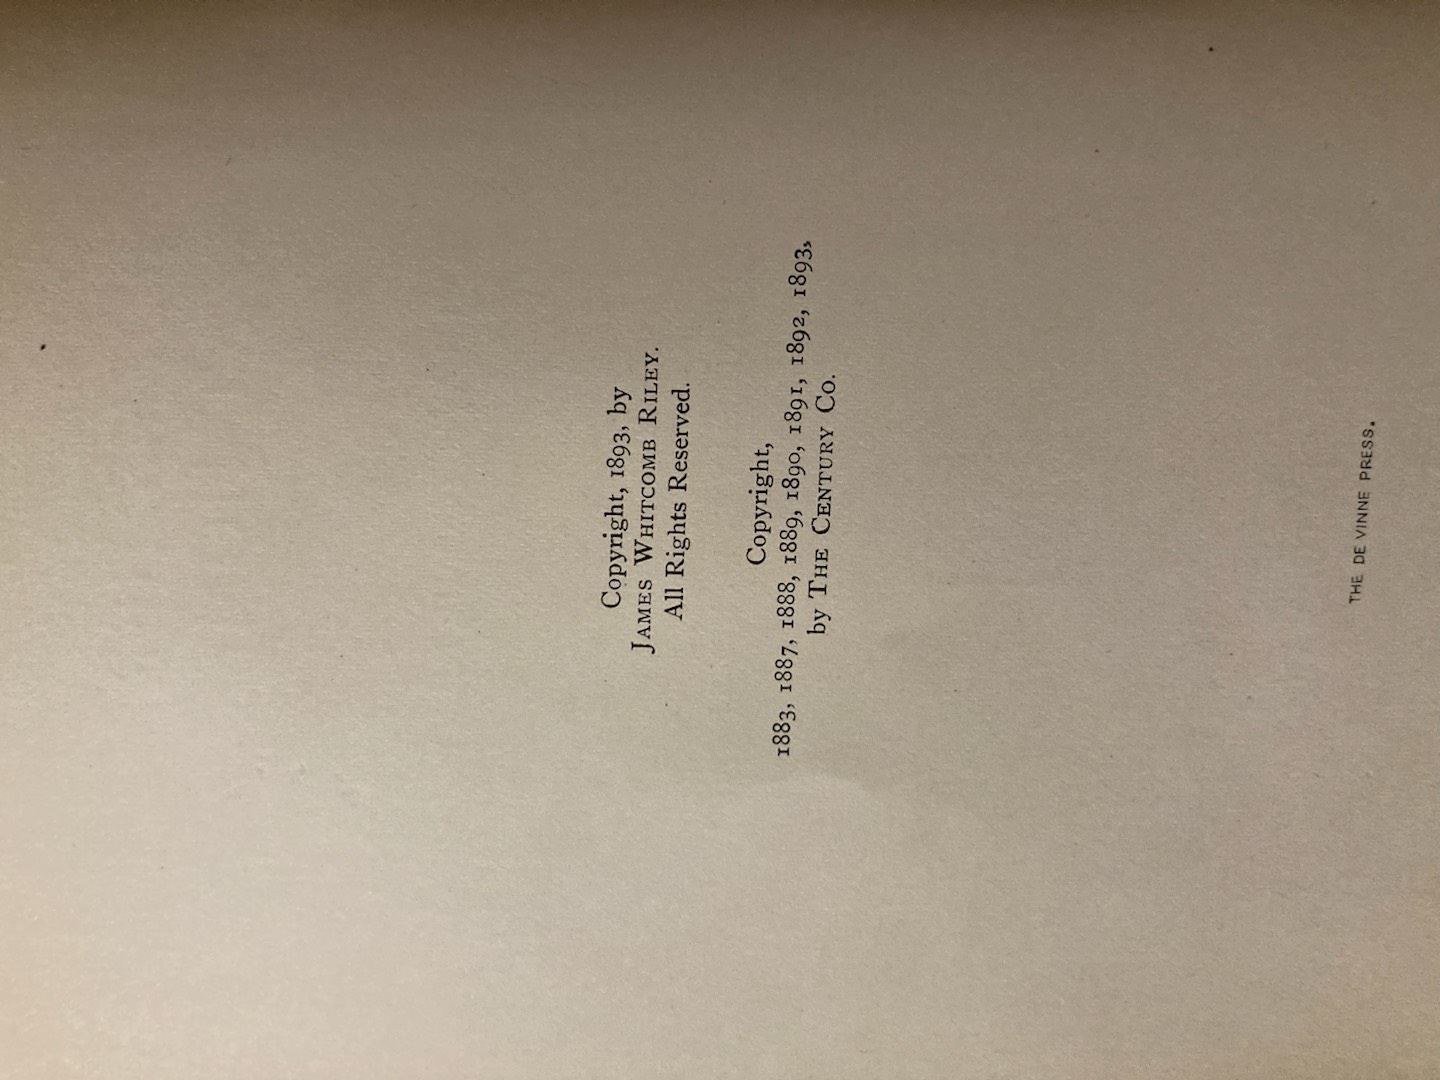 Copyright, 1893, by
JAMES WHITCOMB RILEY.
All Rights Reserved.
Copyright,
1883, 1887, 1888, 1889, 1890, 1891, 1892, 1893,
by THE CENTURY CO.
THE DE VINNE PRESS.